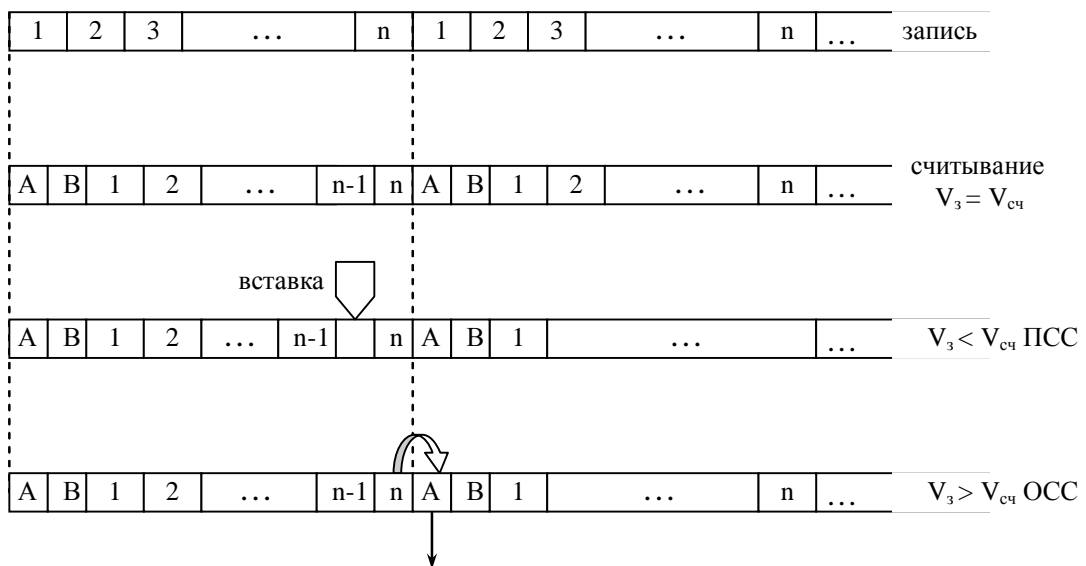 1 2 3 … n 1 2 3 … n … запись
считывание
A B 1 2 … n-1 n A B 1 2 … n … Vз = Vсч
вставка
A B 1 2 … n-1 n A B 1 … … Vз < Vсч ПСС
A B 1 2 … n-1 n A B 1 … n … Vз > Vсч ОСС